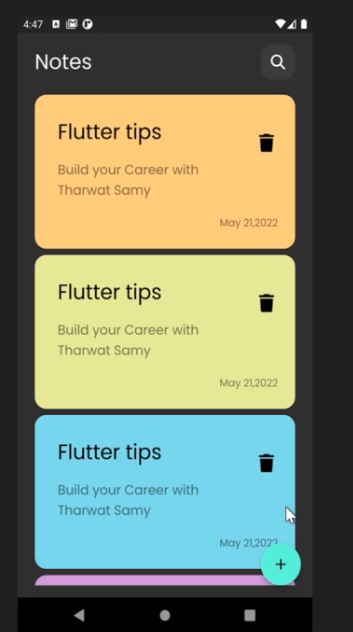 4:47
Notes
Flutter tips
Build your Career with
Tharwat Samy
May 21,2022
Flutter tips
Build your Career with
Tharwat Samy
May 21,2022
Flutter tips
Build your Career with
Tharwat Samy
May 21,2022